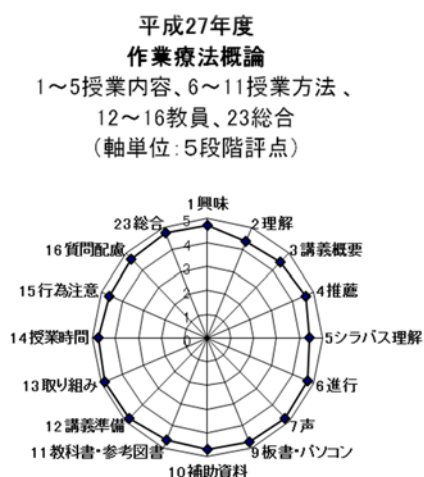 平成27年度
作業療法概論
1～5授業内容、6～11授業方法、
12～16教員、23総合
(軸単位:5段階評点)
1興味
2理解
3講義概要
4推薦
5シラバス理解
6進行
7声
9板書・パソコン
10補助資料
11教科書・参考図書
12講義準備
13取り組み
14授業時間
15行為注意
16質問配慮
23総合
5
4
3
2
1
0